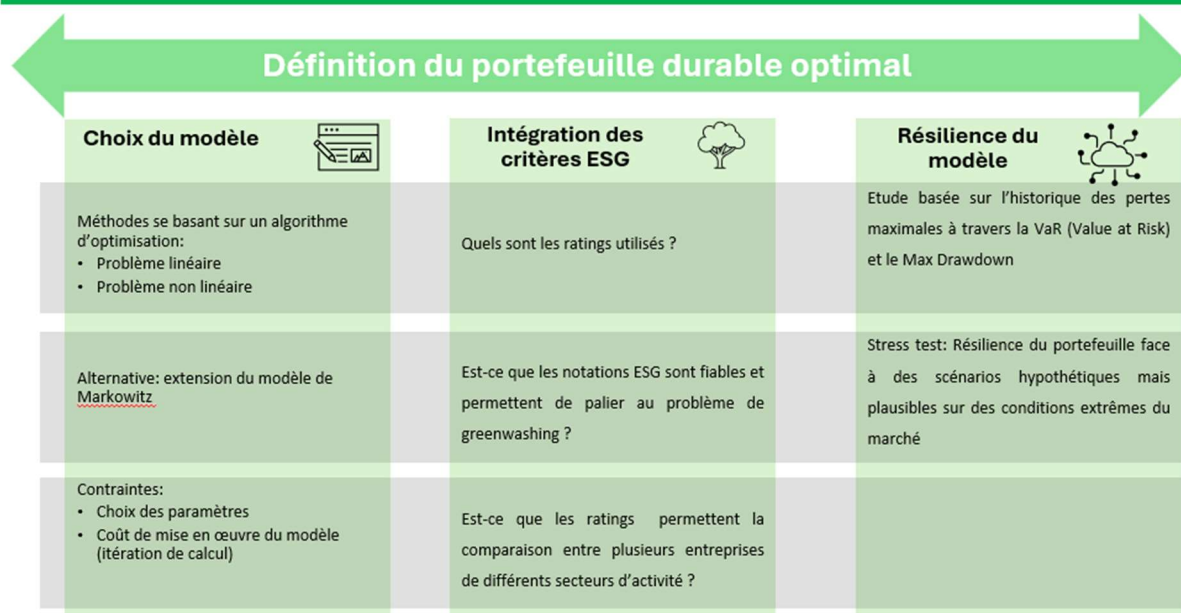 Définition du portefeuille durable optimal
Choix du modèle
Méthodes se basant sur un algorithme
d'optimisation:
• Problème linéaire
• Problème non linéaire
Alternative: extension du modèle de
Markowitz
Contraintes:
• Choix des paramètres
• Coût de mise en œuvre du modèle
(itération de calcul)
Intégration des
critères ESG
Quels sont les ratings utilisés ?
Est-ce que les notations ESG sont fiables et
permettent de palier au problème de
greenwashing ?
Est-ce que les ratings permettent la
comparaison entre plusieurs entreprises
de différents secteurs d'activité ?
Résilience du
modèle
Etude basée sur l'historique des pertes
maximales à travers la VaR (Value at Risk)
et le Max Drawdown
Stress test: Résilience du portefeuille face
à des scénarios hypothétiques mais
plausibles sur des conditions extrêmes du
marché